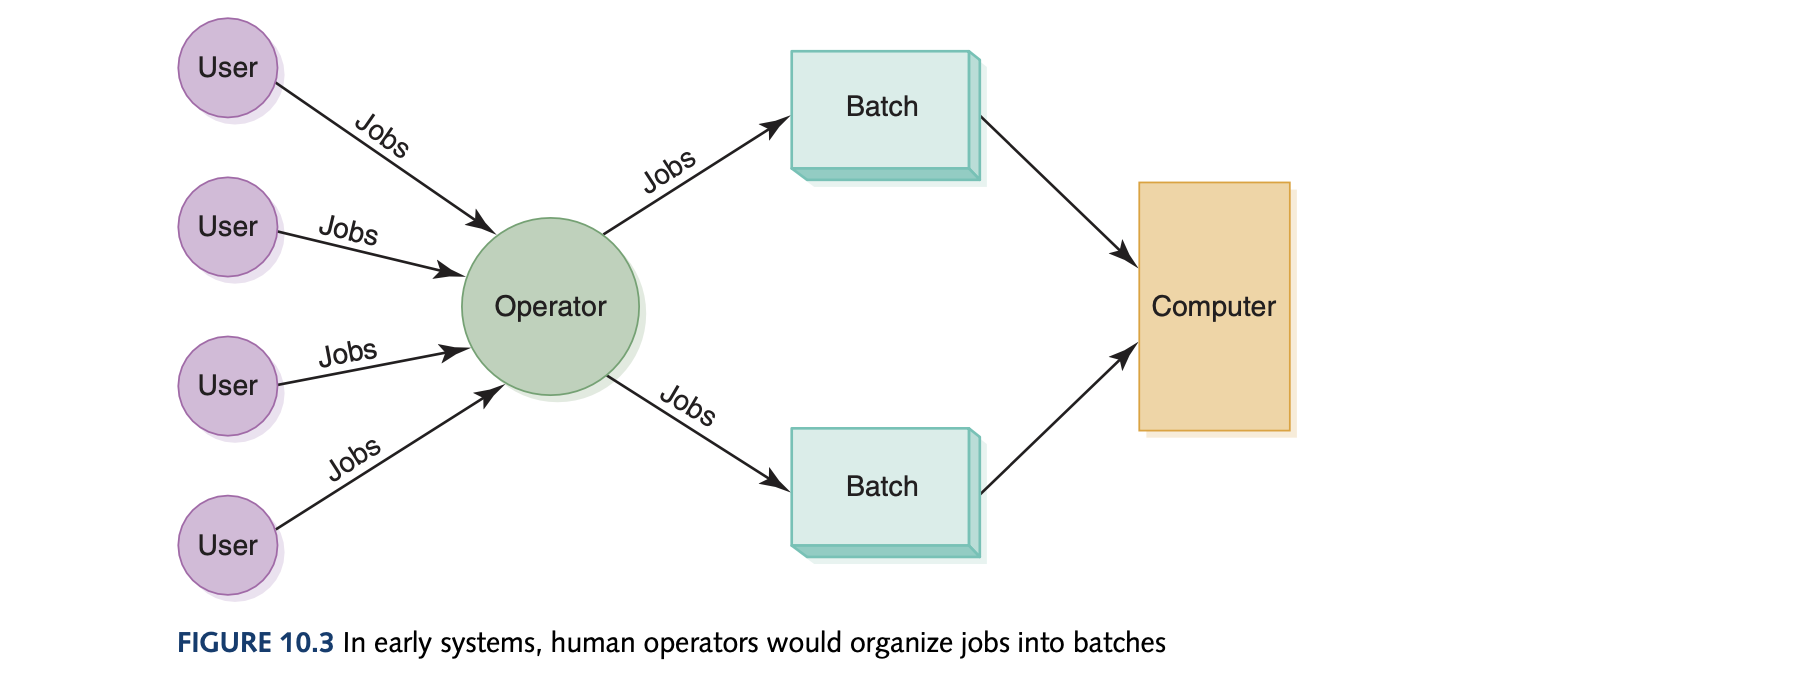 User
Jobs
User
Jobs
User
Jobs
User
Jobs
Operator
Jobs
Jobs
Batch
Batch
Computer
FIGURE 10.3 In early systems, human operators would organize jobs into batches